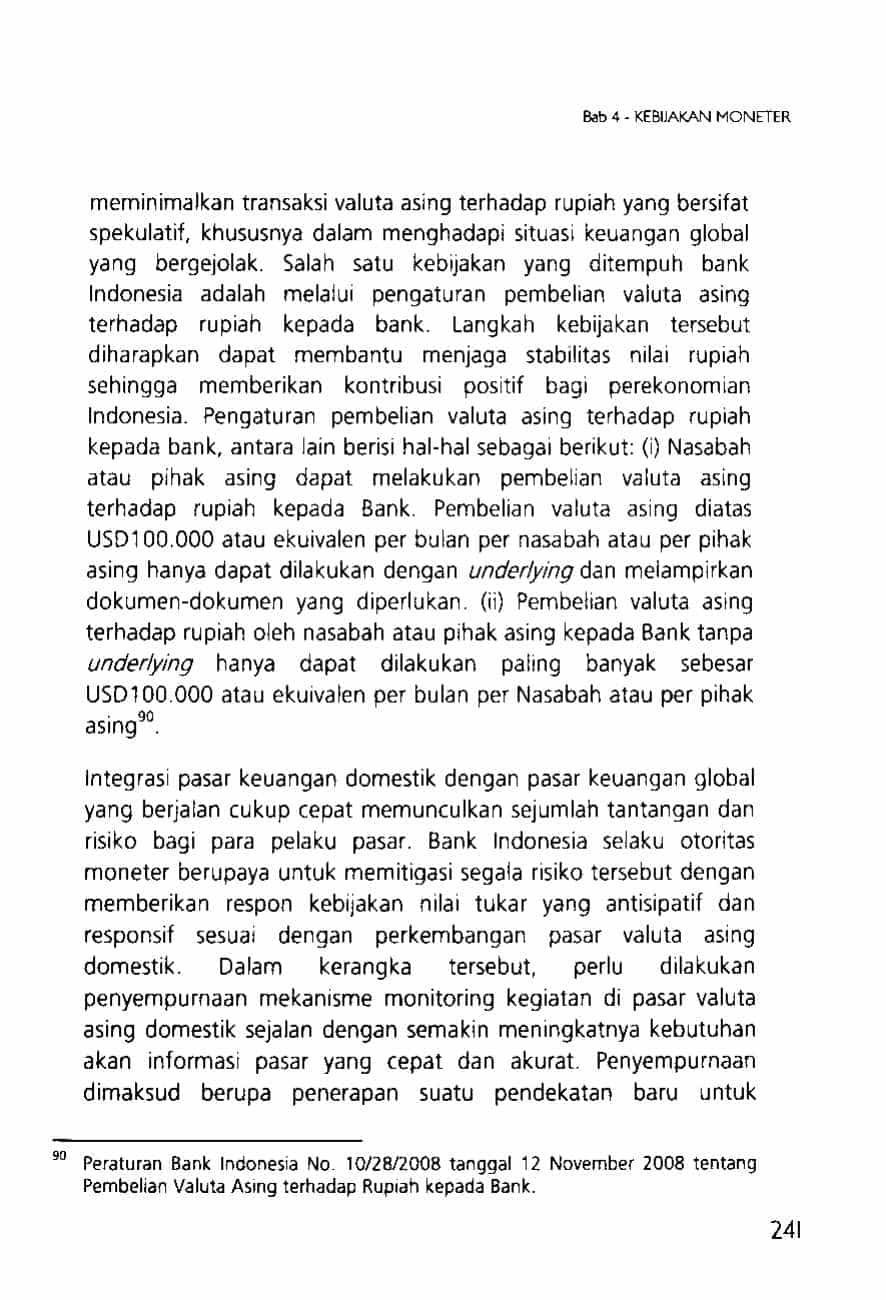 Bab 4 - KEBIJAKAN MONETER
meminimalkan transaksi valuta asing terhadap rupiah yang bersifat
spekulatif, khususnya dalam menghadapi situasi keuangan global
yang bergejolak. Salah satu kebijakan yang ditempuh bank
Indonesia adalah melalui pengaturan pembelian valuta asing
terhadap rupiah kepada bank. Langkah kebijakan tersebut
diharapkan dapat membantu menjaga stabilitas nilai rupiah
sehingga memberikan kontribusi positif bagi perekonomian
Indonesia. Pengaturan pembelian valuta asing terhadap rupiah
kepada bank, antara lain berisi hal-hal sebagai berikut: (i) Nasabah
atau pihak asing dapat melakukan pembelian valuta asing
terhadap rupiah kepada Bank. Pembelian valuta asing diatas
USD100.000 atau ekuivalen per bulan per nasabah atau per pihak
asing hanya dapat dilakukan dengan underlying dan melampirkan
dokumen-dokumen yang diperlukan. (ii) Pembelian valuta asing
terhadap rupiah oleh nasabah atau pihak asing kepada Bank tanpa
underlying hanya dapat dilakukan paling banyak sebesar
USD100.000 atau ekuivalen per bulan per Nasabah atau per pihak
asing90.
Integrasi pasar keuangan domestik dengan pasar keuangan global
yang berjalan cukup cepat memunculkan sejumlah tantangan dan
risiko bagi para pelaku pasar. Bank Indonesia selaku otoritas
moneter berupaya untuk memitigasi segala risiko tersebut dengan
memberikan respon kebijakan nilai tukar yang antisipatif dan
responsif sesuai dengan perkembangan pasar valuta asing
domestik. Dalam kerangka tersebut, perlu dilakukan
penyempurnaan mekanisme monitoring kegiatan di pasar valuta
asing domestik sejalan dengan semakin meningkatnya kebutuhan
akan informasi pasar yang cepat dan akurat. Penyempurnaan
dimaksud berupa penerapan suatu pendekatan baru untuk
90 Peraturan Bank Indonesia No. 10/28/2008 tanggal 12 November 2008 tentang
Pembelian Valuta Asing terhadap Rupiah kepada Bank.
241